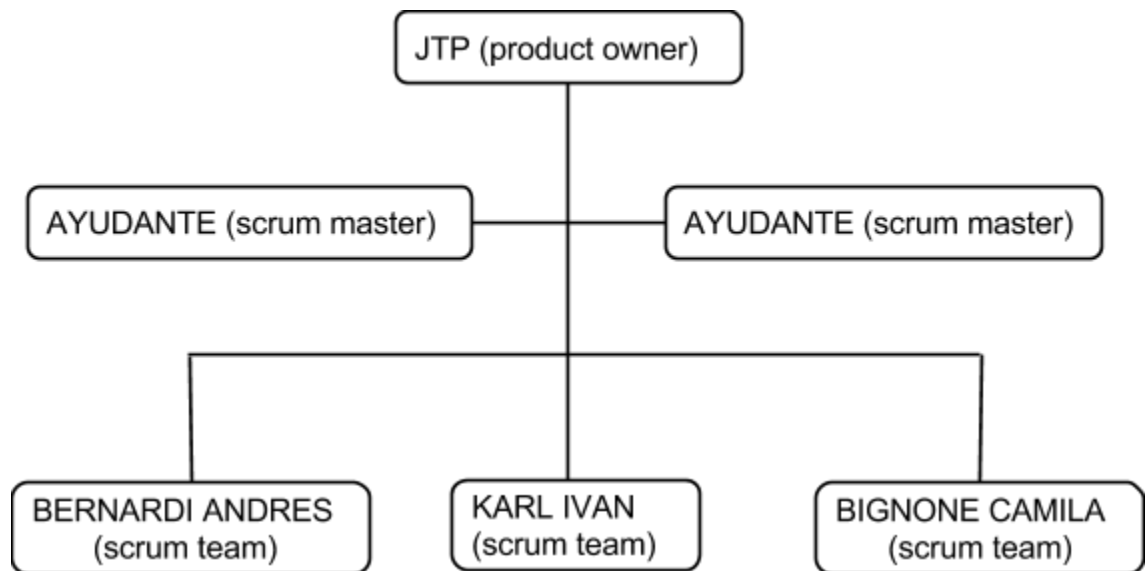 JTP (product owner)
AYUDANTE (scrum master)
AYUDANTE (scrum master)
BERNARDI ANDRES
(scrum team)
KARL IVAN
(scrum team)
BIGNONE CAMILA
(scrum team)